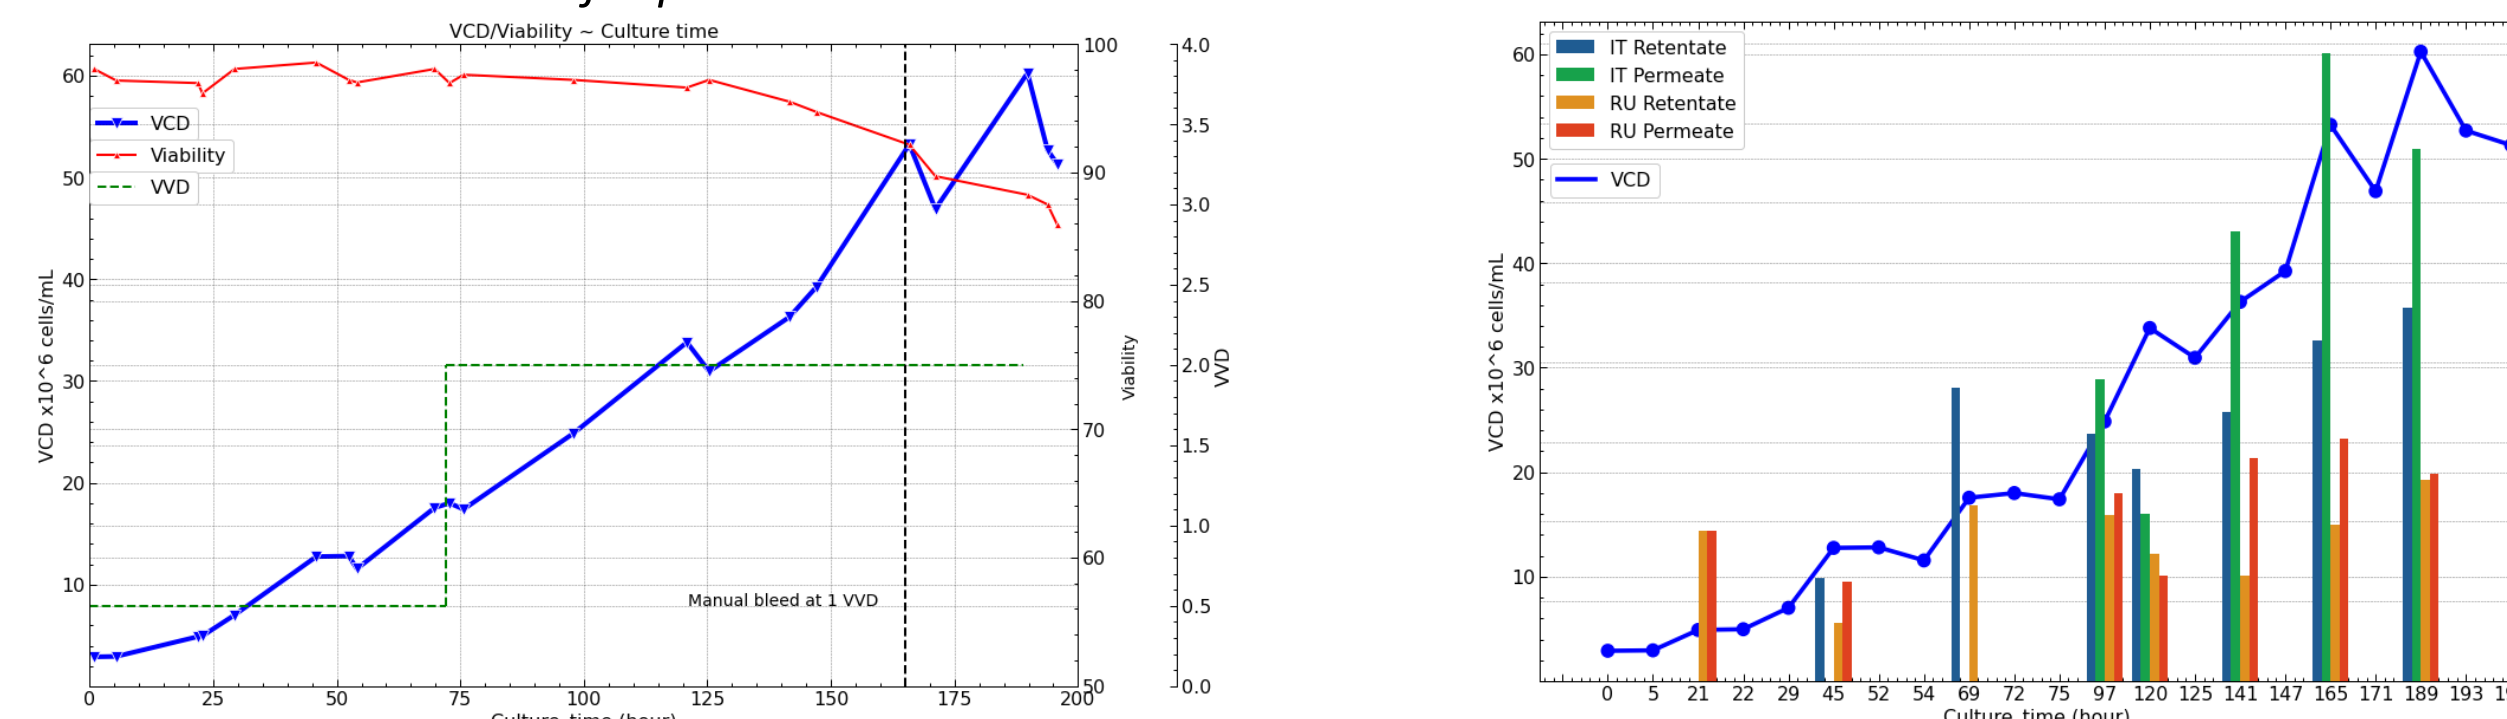 VCD/Viability ~ Culture time
VCD
Viability
VVD
VCD x10^6 cells/mL
60
50
40
30
20
10
0
25
50
75
100
125
150
175
200
100
90
80
70
60
50
Viability
4.0
3.5
3.0
2.5
2.0
1.5
1.0
0.5
0.0
VVD
Manual bleed at 1 VVD
Culture_time (hour)
IT Retentate
IT Permeate
RU Retentate
RU Permeate
VCD
VCD x10^6 cells/mL
60
50
40
30
20
10
0 5 21 22 29 45 52 54 69 72 75 97 120 125 141 147 165 171 189 193
Culture_time (hour)